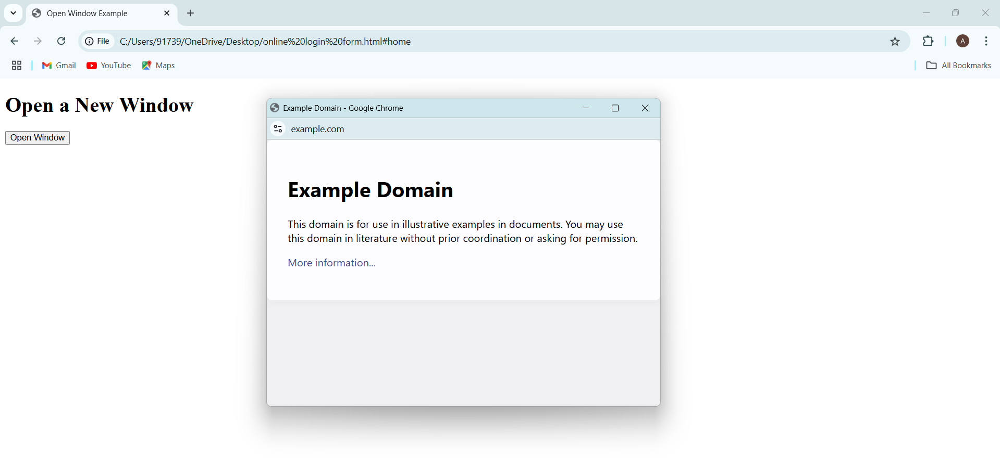 Open Window Example
File C:/Users/91739/OneDrive/Desktop/online%20login%20form.html#home
A
Gmail YouTube Maps All Bookmarks
Open a New Window
Open Window
Example Domain - Google Chrome
example.com
Example Domain
This domain is for use in illustrative examples in documents. You may use
this domain in literature without prior coordination or asking for permission.
More information...